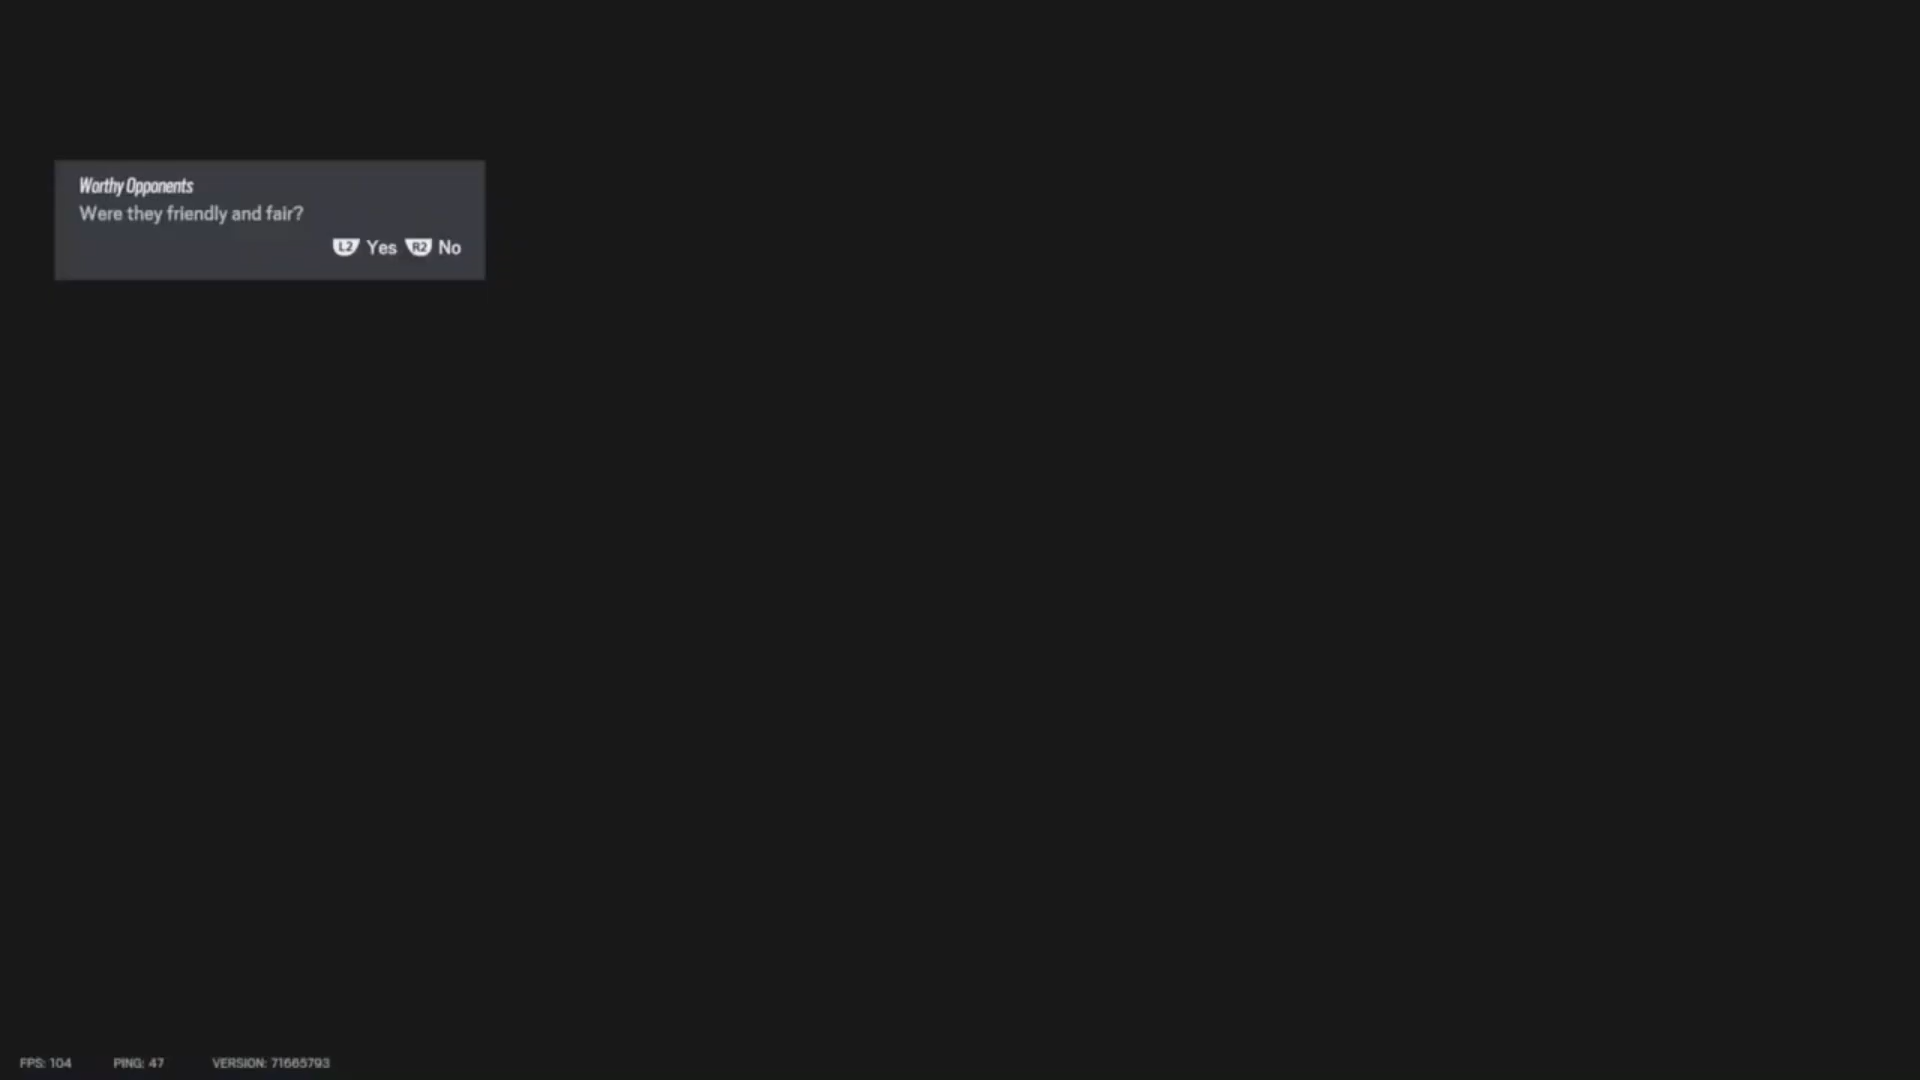 Worthy Opponents
Were they friendly and fair?
L2 Yes R2 No
FPS: 104 PING: 47 VERSION: 71665793